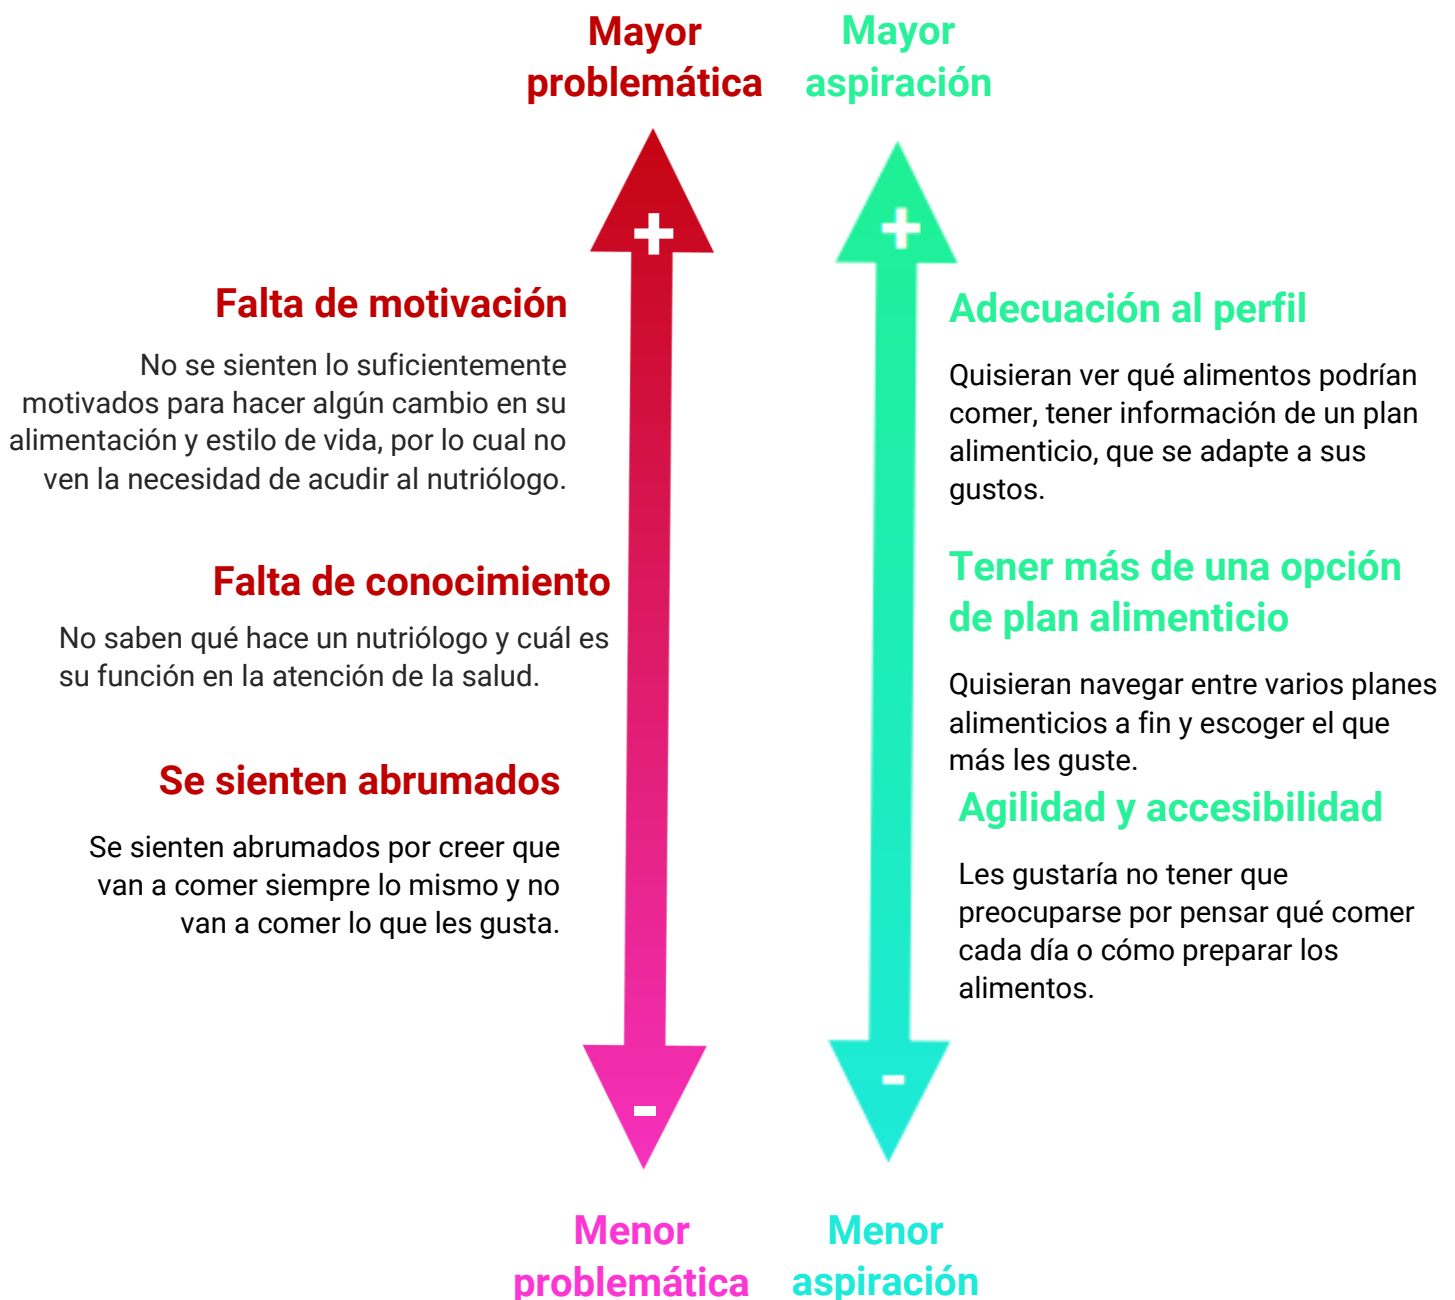 Mayor
problemática
Mayor
aspiración
+
+
Falta de motivación
No se sienten lo suficientemente
motivados para hacer algún cambio en su
alimentación y estilo de vida, por lo cual no
ven la necesidad de acudir al nutriólogo.
Falta de conocimiento
No saben qué hace un nutriólogo y cuál es
su función en la atención de la salud.
Se sienten abrumados
Se sienten abrumados por creer que
van a comer siempre lo mismo y no
van a comer lo que les gusta.
Adecuación al perfil
Quisieran ver qué alimentos podrían
comer, tener información de un plan
alimenticio, que se adapte a sus
gustos.
Tener más de una opción
de plan alimenticio
Quisieran navegar entre varios planes
alimenticios a fin y escoger el que
más les guste.
Agilidad y accesibilidad
Les gustaría no tener que
preocuparse por pensar qué comer
cada día o cómo preparar los
alimentos.
-
-
Menor
problemática
Menor
aspiración